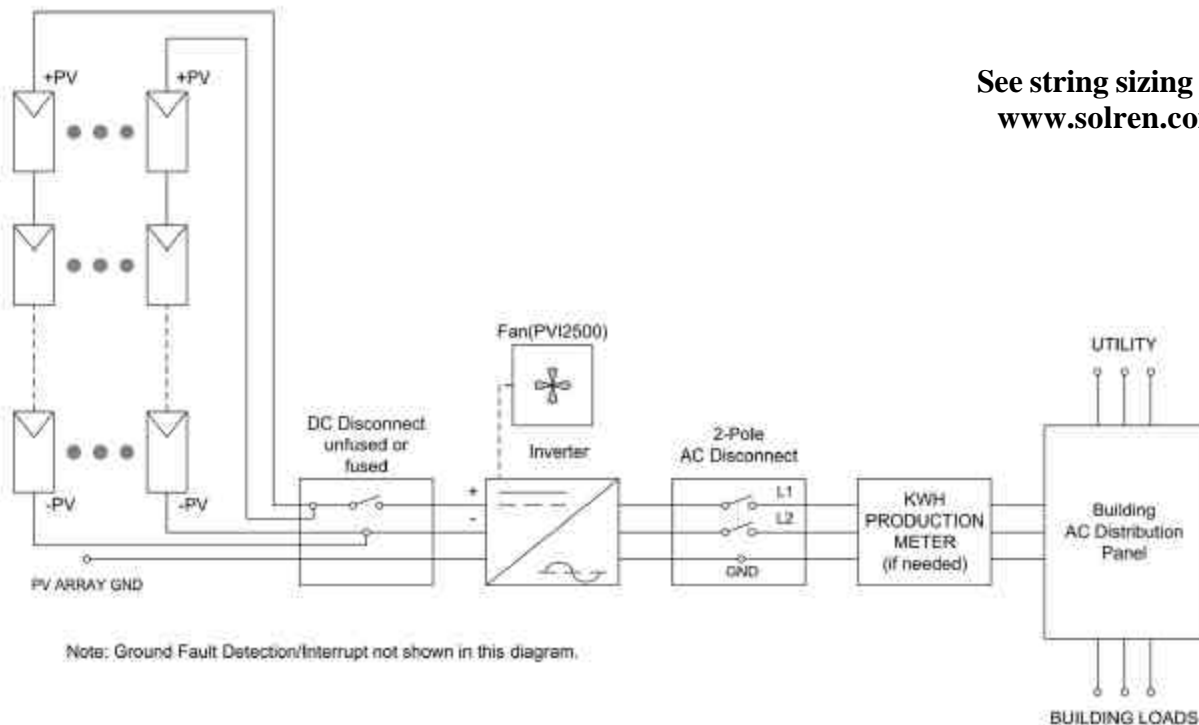 See string sizing
www.solren.co
+PV
+PV
Fan(PVI2500)
UTILITY
DC Disconnect
unfused or
fused
Inverter
2-Pole
AC Disconnect
-PV
-PV
+
-
L1
L2
GND
KWH
PRODUCTION
METER
(if needed)
Building
AC Distribution
Panel
PV ARRAY GND
Note: Ground Fault Detection/Interrupt not shown in this diagram.
BUILDING LOADS